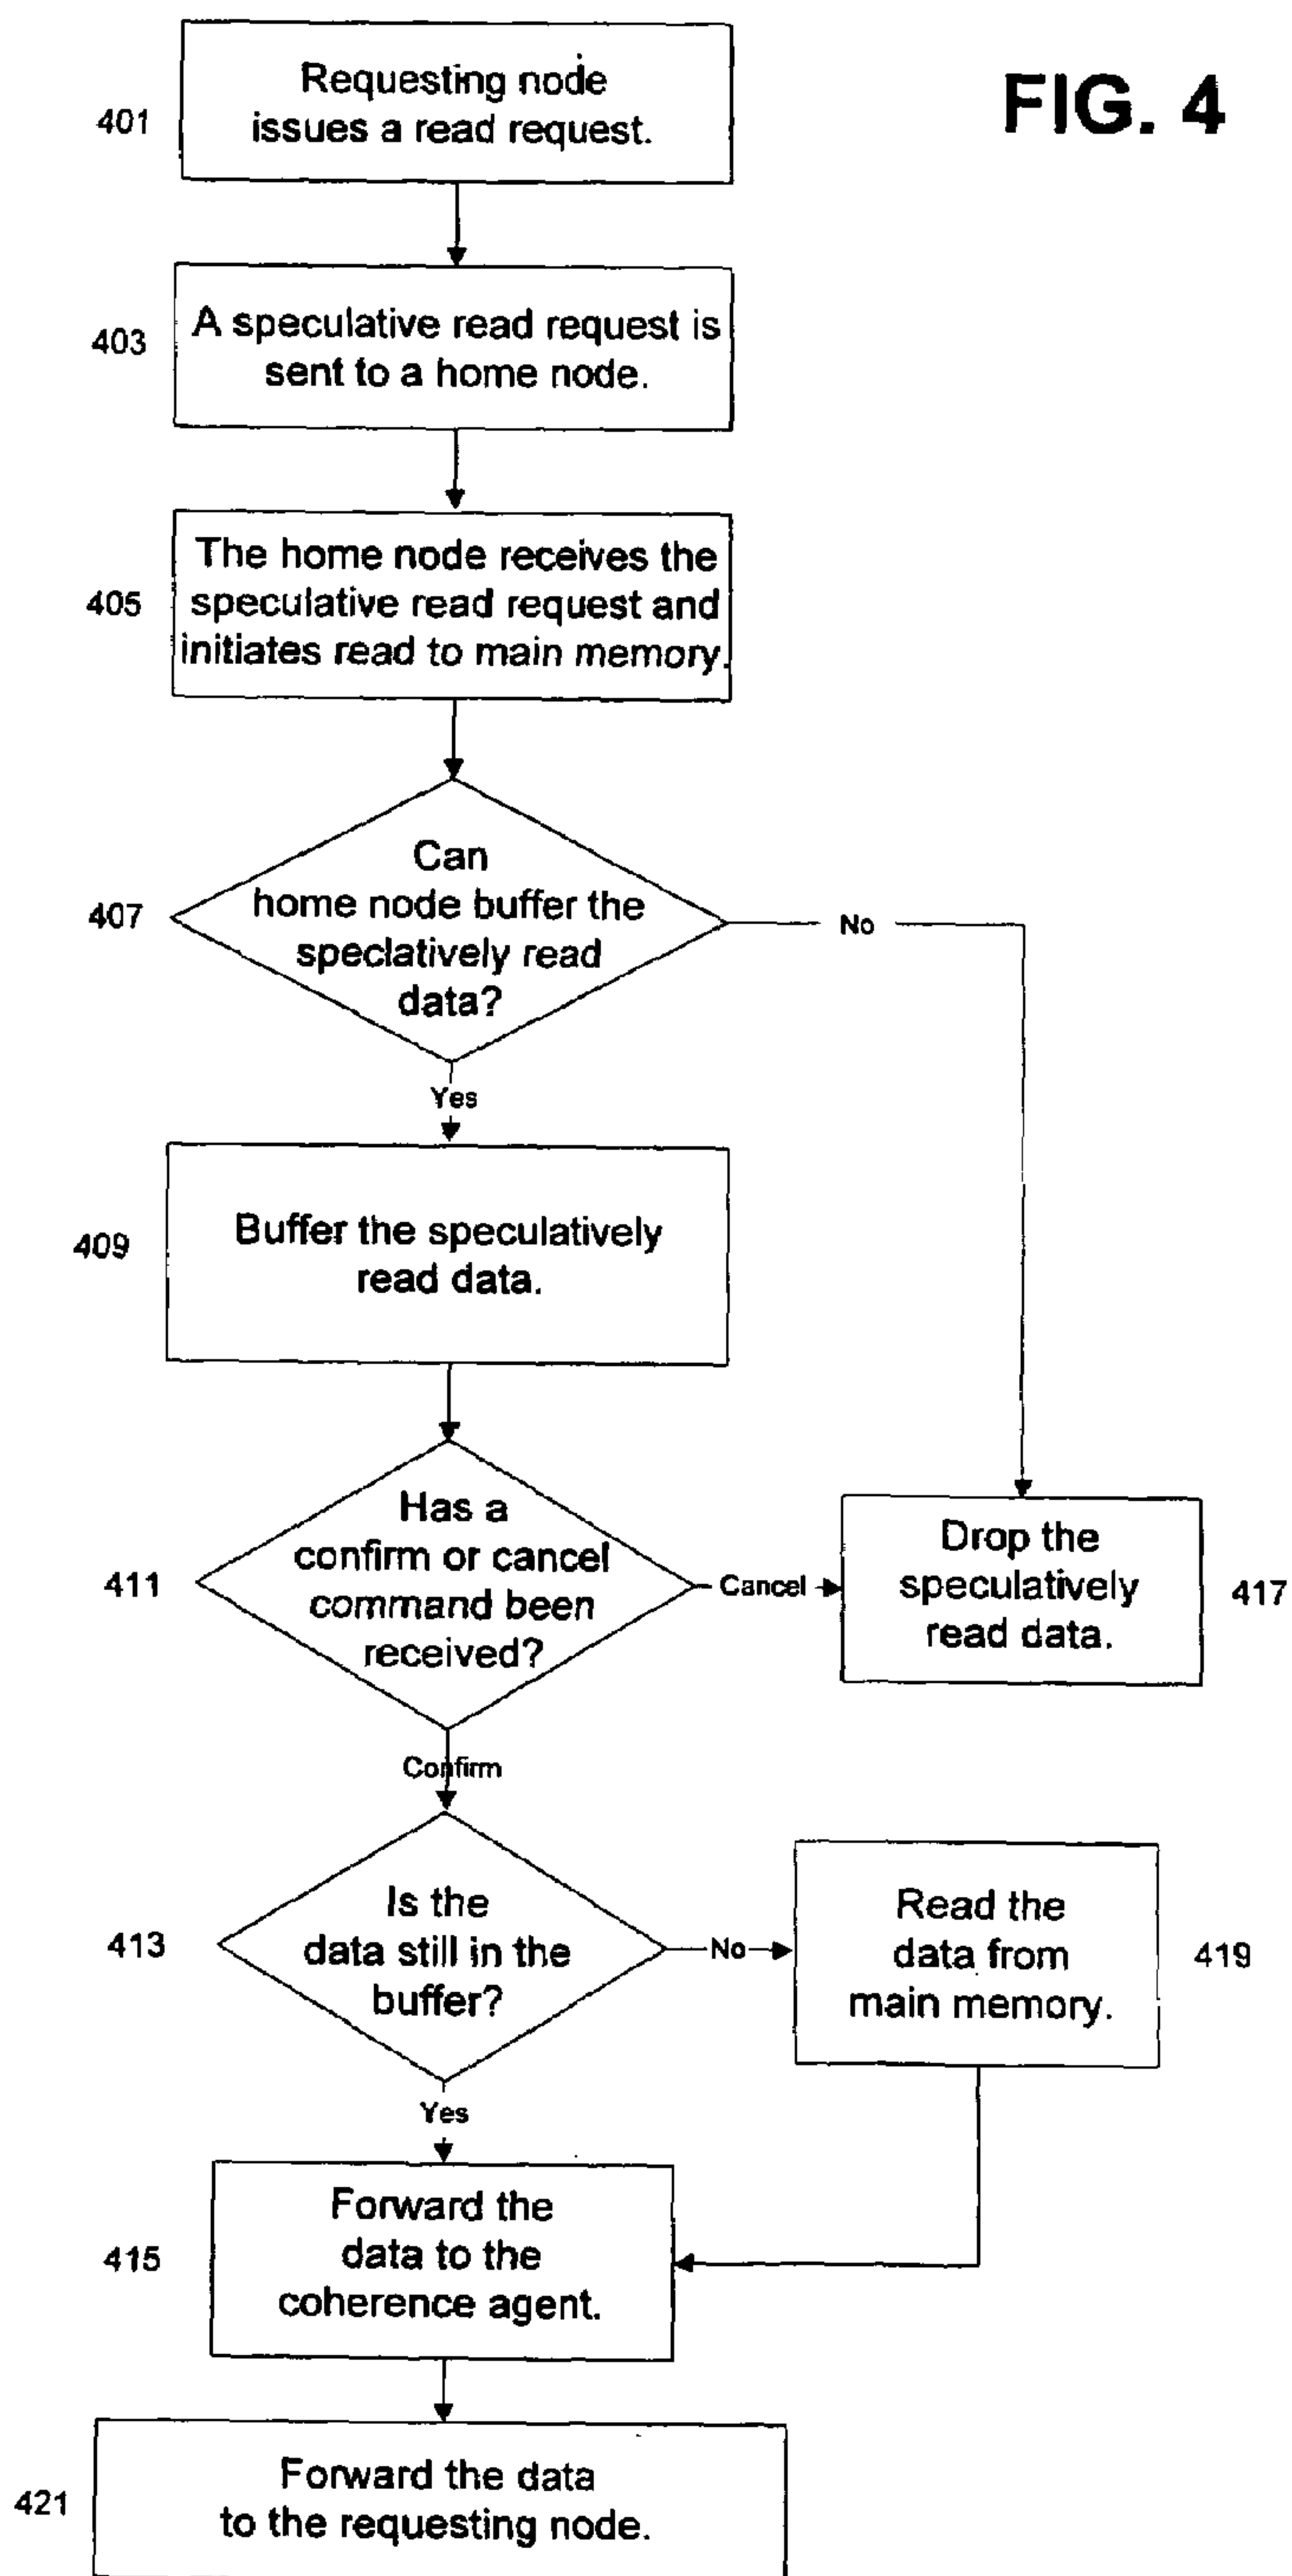 FIG. 4
401
Requesting node
issues a read request.
403
A speculative read request is
sent to a home node.
405
The home node receives the
speculative read request and
initiates read to main memory.
407
Can
home node buffer the
speclatively read
data?
No
Yes
409
Buffer the speculatively
read data.
411
Has a
confirm or cancel
command been
received?
Cancel
Drop the
speculatively
read data.
417
Confirm
413
Is the
data still in the
buffer?
No
Read the
data from
main memory.
419
Yes
415
Forward the
data to the
coherence agent.
421
Forward the data
to the requesting node.